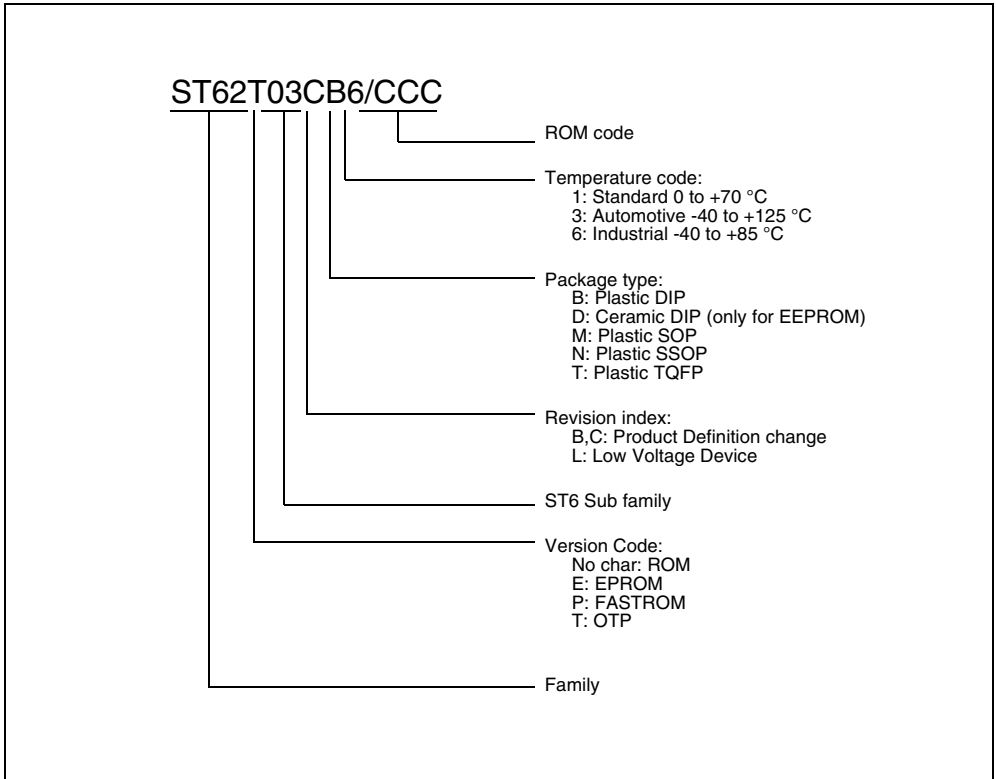 ST62T03CB6/CCC
ROM code
Temperature code:
1: Standard 0 to +70 °C
3: Automotive -40 to +125 °C
6: Industrial -40 to +85 °C
Package type:
B: Plastic DIP
D: Ceramic DIP (only for EEPROM)
M: Plastic SOP
N: Plastic SSOP
T: Plastic TQFP
Revision index:
B,C: Product Definition change
L: Low Voltage Device
ST6 Sub family
Version Code:
No char: ROM
E: EPROM
P: FASTROM
T: OTP
Family